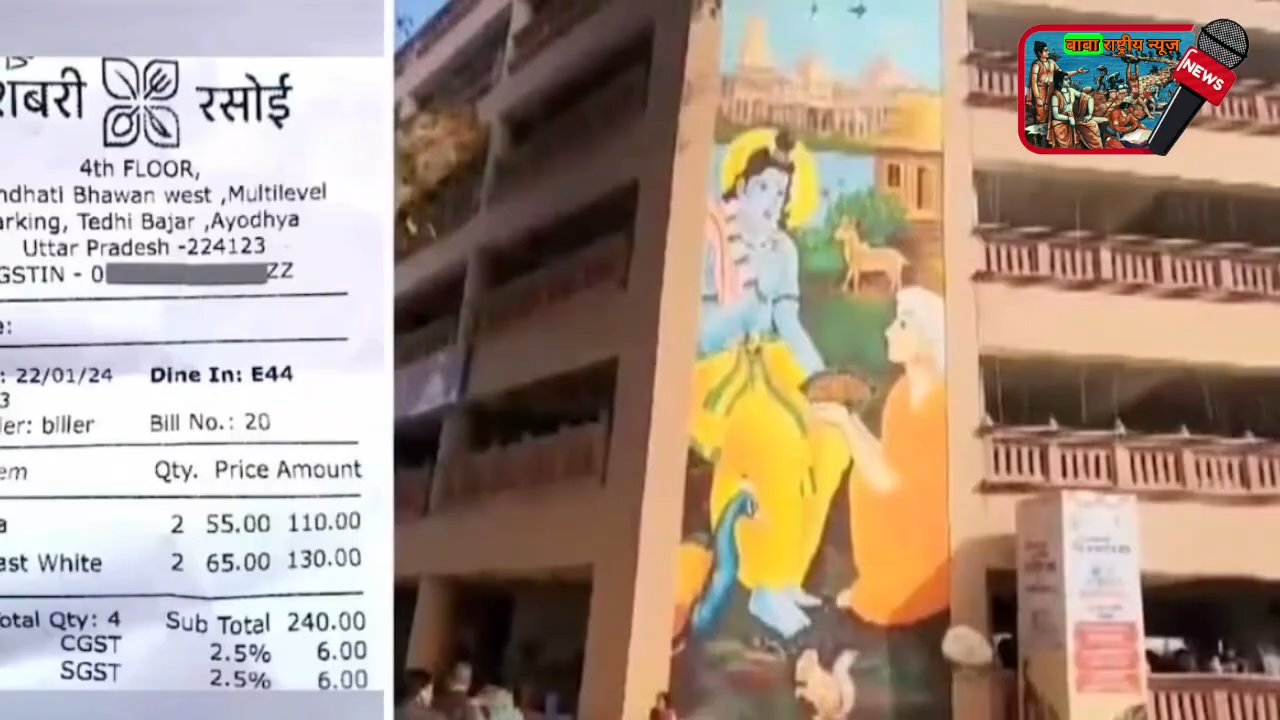 शबरी रसोई
4th FLOOR,
ndhati Bhawan west ,Multilevel
arking, Tedhi Bajar ,Ayodhya
Uttar Pradesh -224123
GSTIN - 0 ZZ
e:
: 22/01/24 Dine In: E44
3
ier: biller Bill No.: 20
em Qty. Price Amount
a 2 55.00 110.00
ast White 2 65.00 130.00
otal Qty: 4 Sub Total 240.00
CGST 2.5% 6.00
SGST 2.5% 6.00
बाबा राष्ट्रीय न्यूज़
NEWS